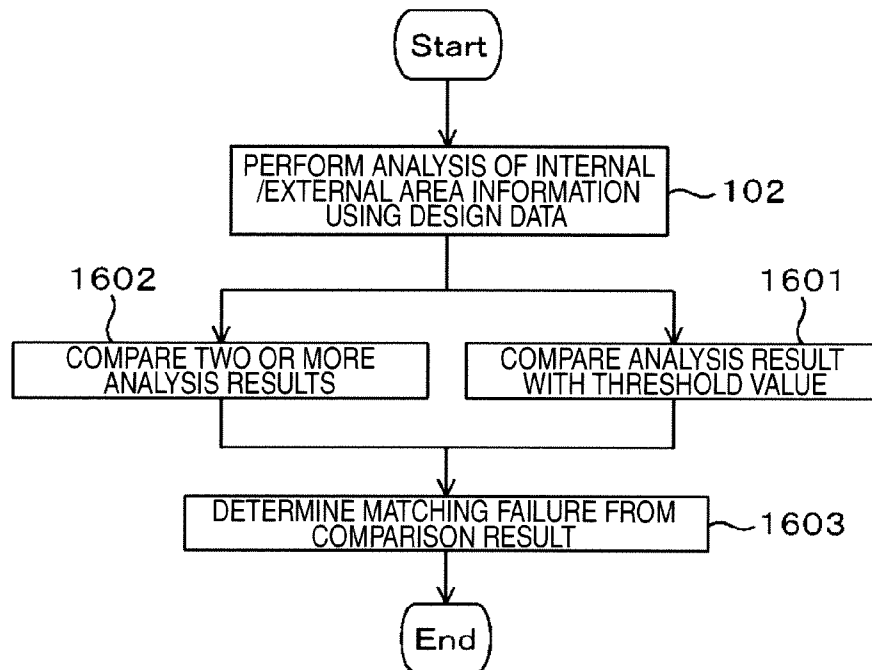 Start
PERFORM ANALYSIS OF INTERNAL
/EXTERNAL AREA INFORMATION
USING DESIGN DATA
102
1602
1601
COMPARE TWO OR MORE
ANALYSIS RESULTS
COMPARE ANALYSIS RESULT
WITH THRESHOLD VALUE
DETERMINE MATCHING FAILURE FROM
COMPARISON RESULT
1603
End